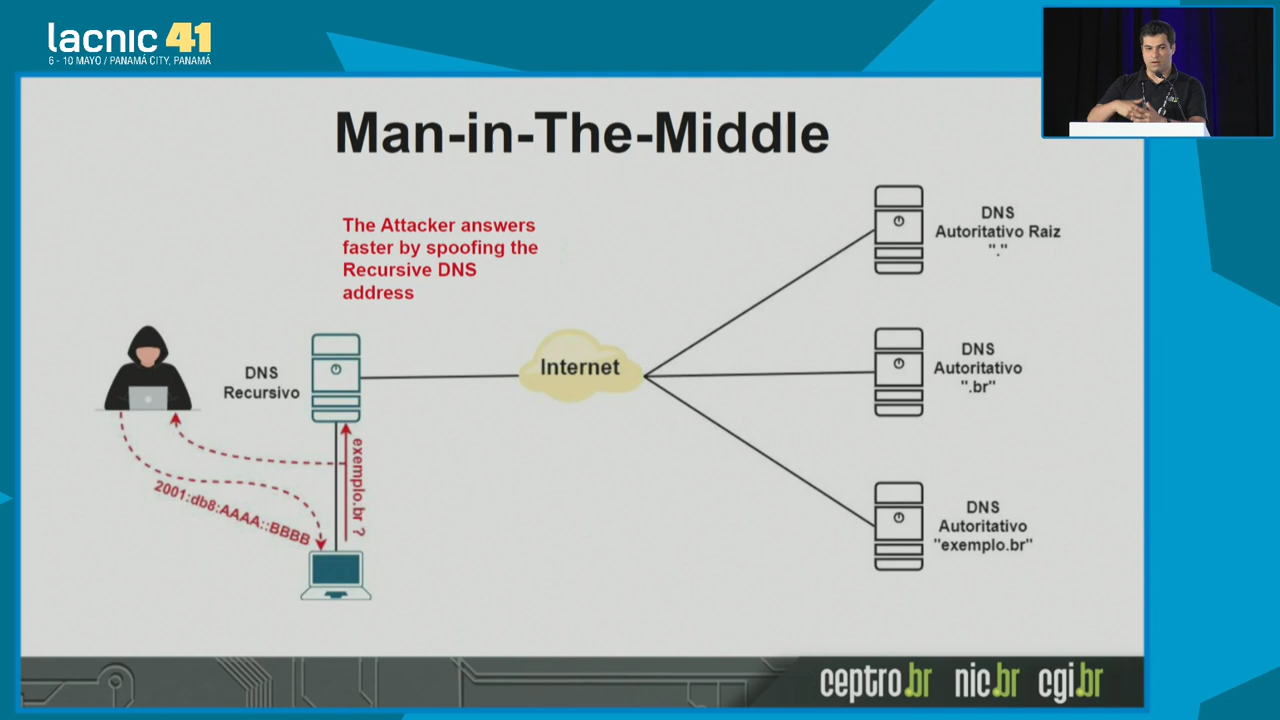 lacnic 41
6 - 10 MAYO / PANAMÁ CITY, PANAMÁ
Man-in-The-Middle
The Attacker answers
faster by spoofing the
Recursive DNS
address
DNS
Recursivo
Internet
DNS
Autoritativo Raiz
"."
DNS
Autoritativo
".br"
DNS
Autoritativo
"exemplo.br"
exemplo.br ?
2001:db8:AAAA::BBBB
ceptro.br nic.br cgi.br